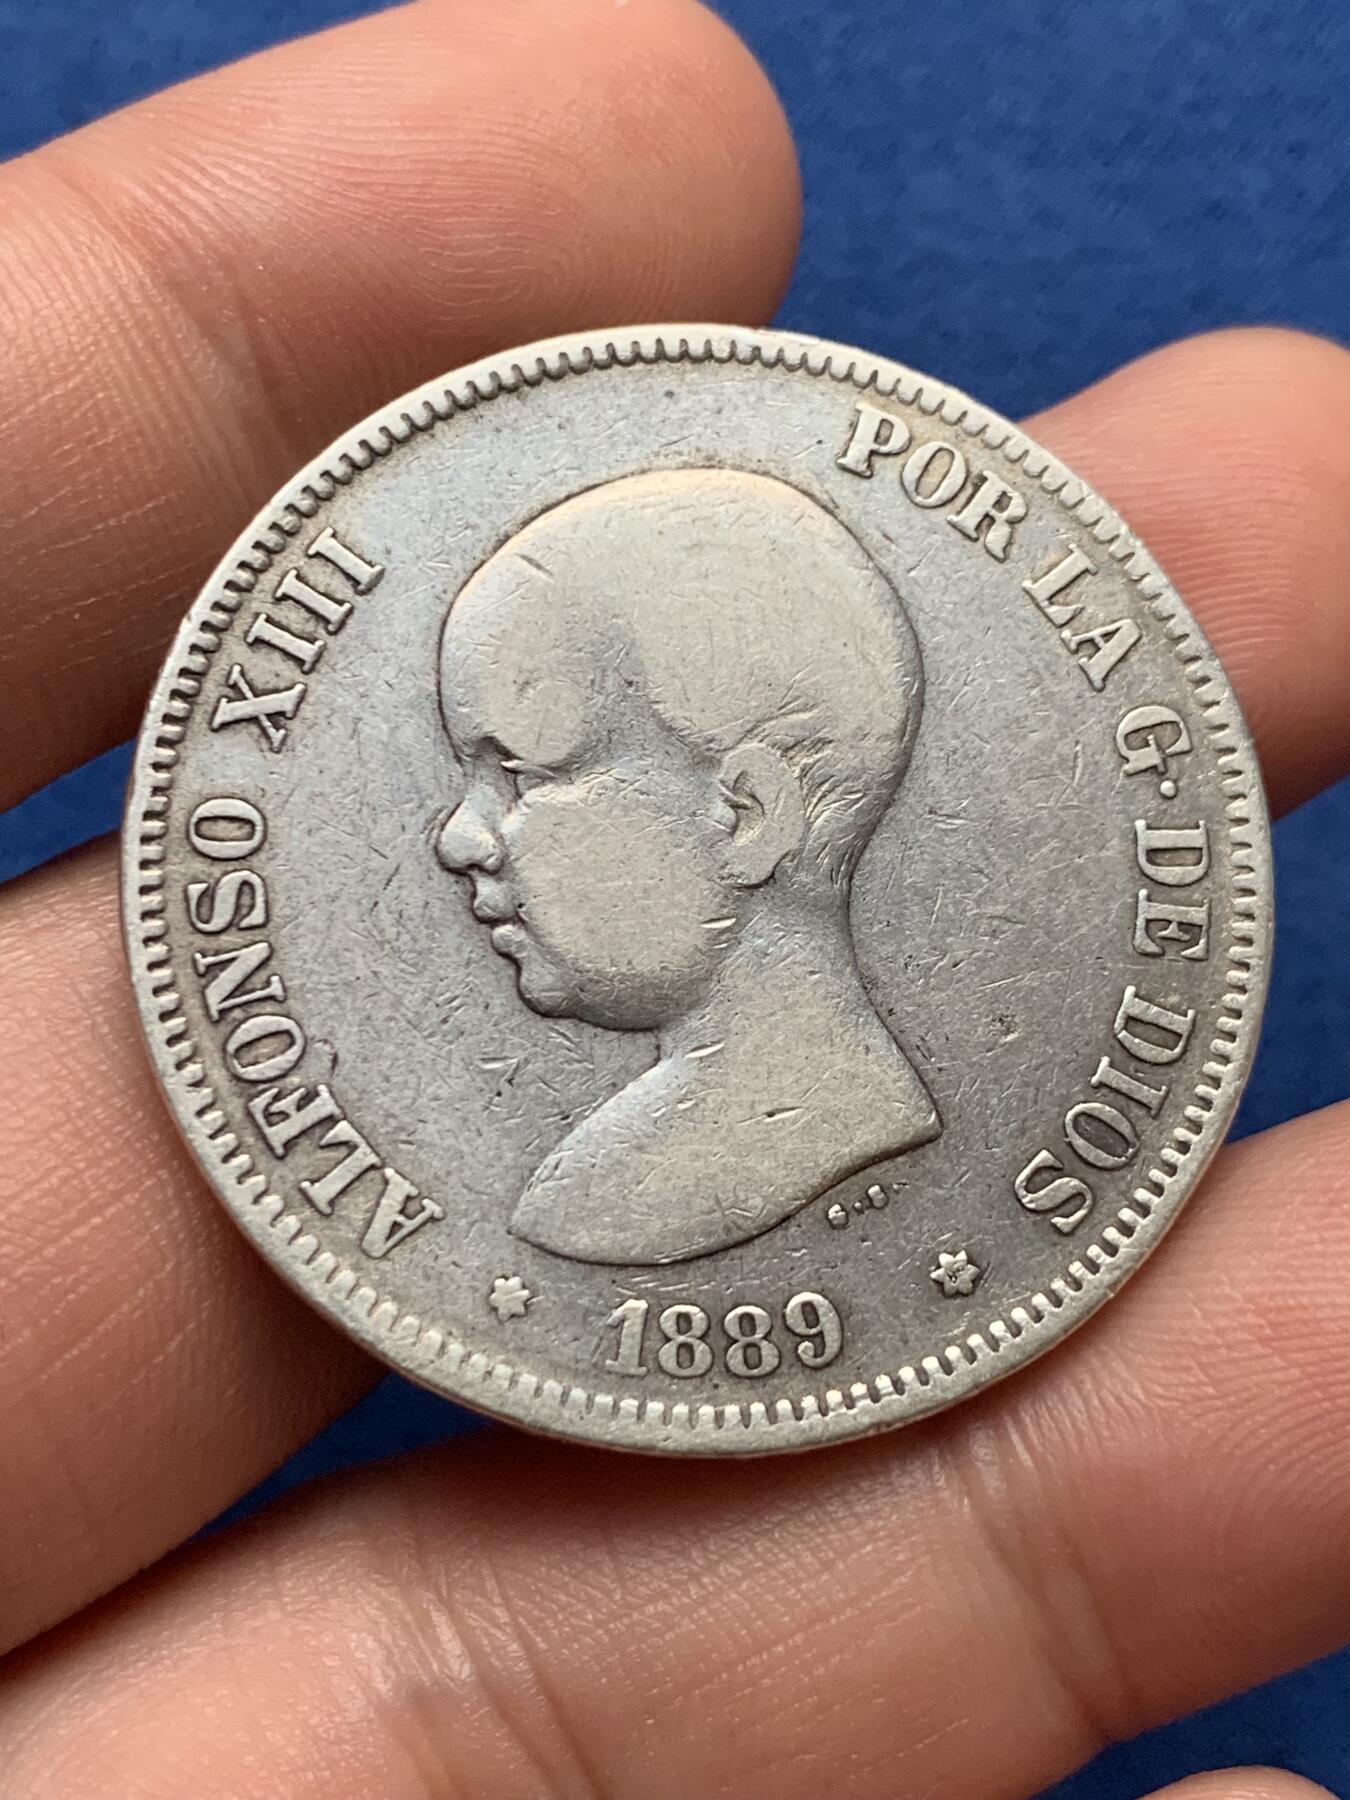 ALFONSO XIII POR LA G. DE DIOS
G.S.
* 1889 *